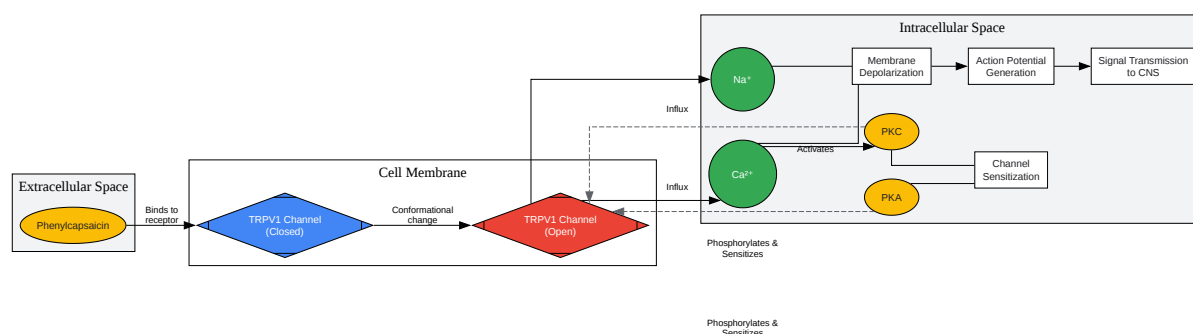 Intracellular Space
Na⁺
Membrane
Depolarization
Action Potential
Generation
Signal Transmission
to CNS
Influx
PKC
Activates
Cell Membrane
Ca²⁺
Channel
Sensitization
Extracellular Space
Influx
PKA
Phenylcapsaicin
Binds to
receptor
TRPV1 Channel
(Closed)
Conformational
change
TRPV1 Channel
(Open)
Phosphorylates &
Sensitizes
Phosphorylates &
Sensitizes